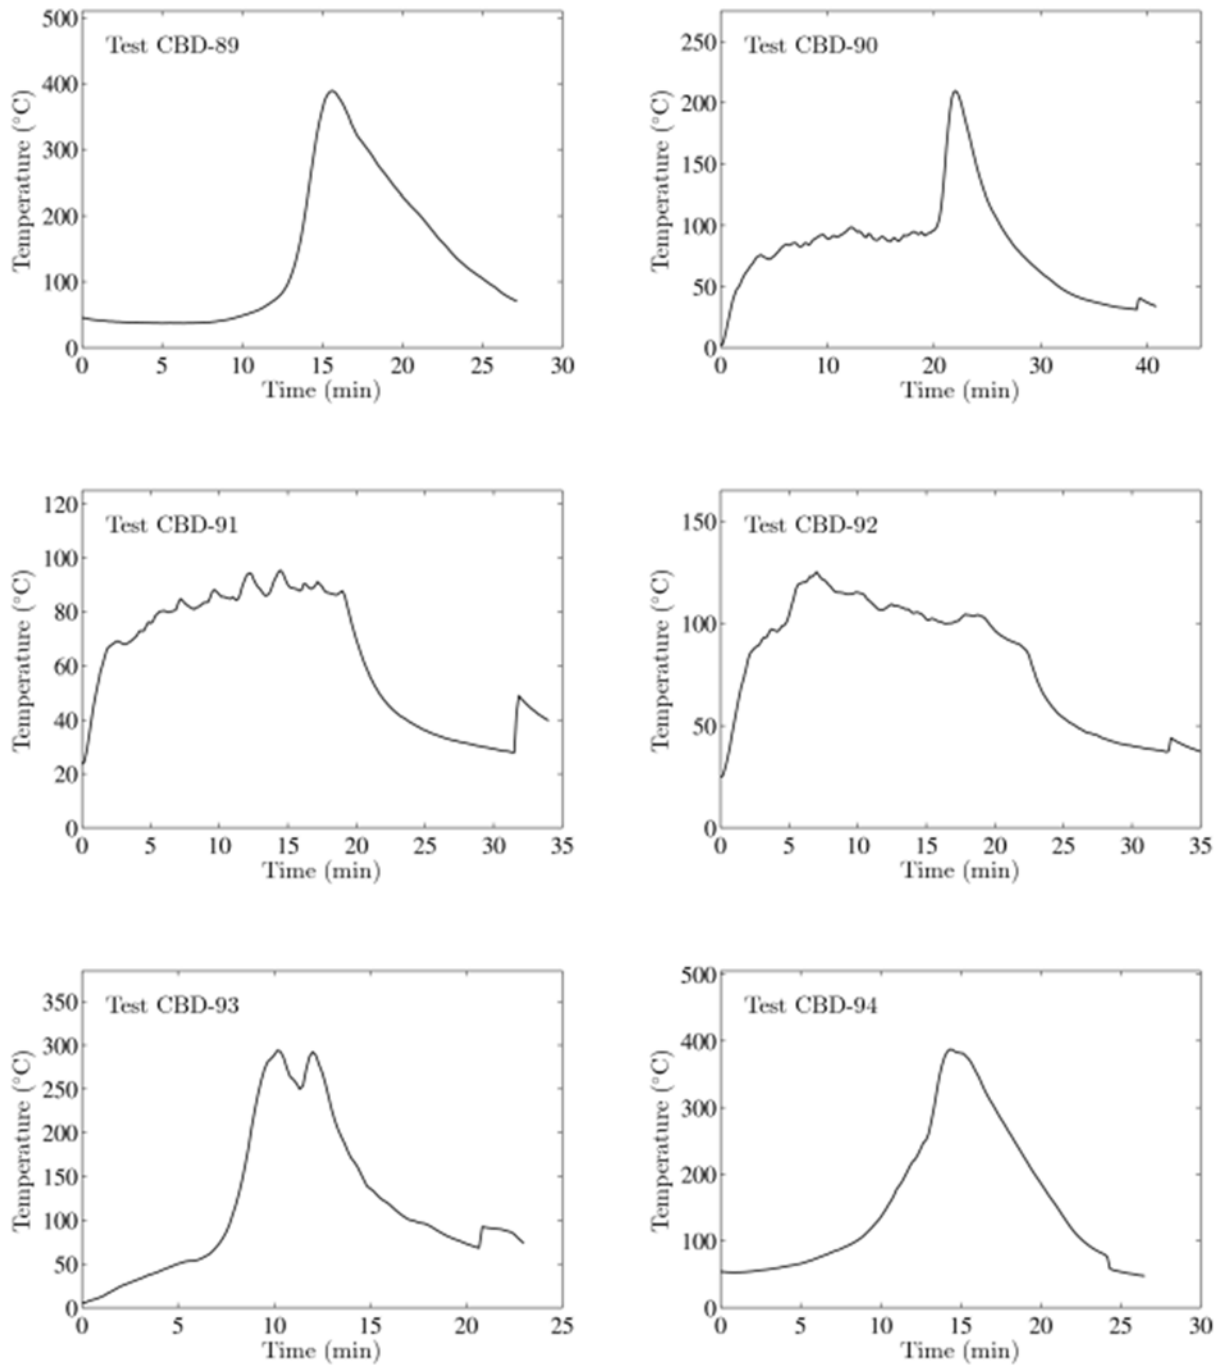 Test CBD-89
Temperature (°C)
500
400
300
200
100
0
0 5 10 15 20 25 30
Time (min)
Test CBD-90
Temperature (°C)
250
200
150
100
50
0
0 10 20 30 40
Time (min)
Test CBD-91
Temperature (°C)
120
100
80
60
40
20
0
0 5 10 15 20 25 30 35
Time (min)
Test CBD-92
Temperature (°C)
150
100
50
0
0 5 10 15 20 25 30 35
Time (min)
Test CBD-93
Temperature (°C)
350
300
250
200
150
100
50
0
0 5 10 15 20 25
Time (min)
Test CBD-94
Temperature (°C)
500
400
300
200
100
0
0 5 10 15 20 25 30
Time (min)